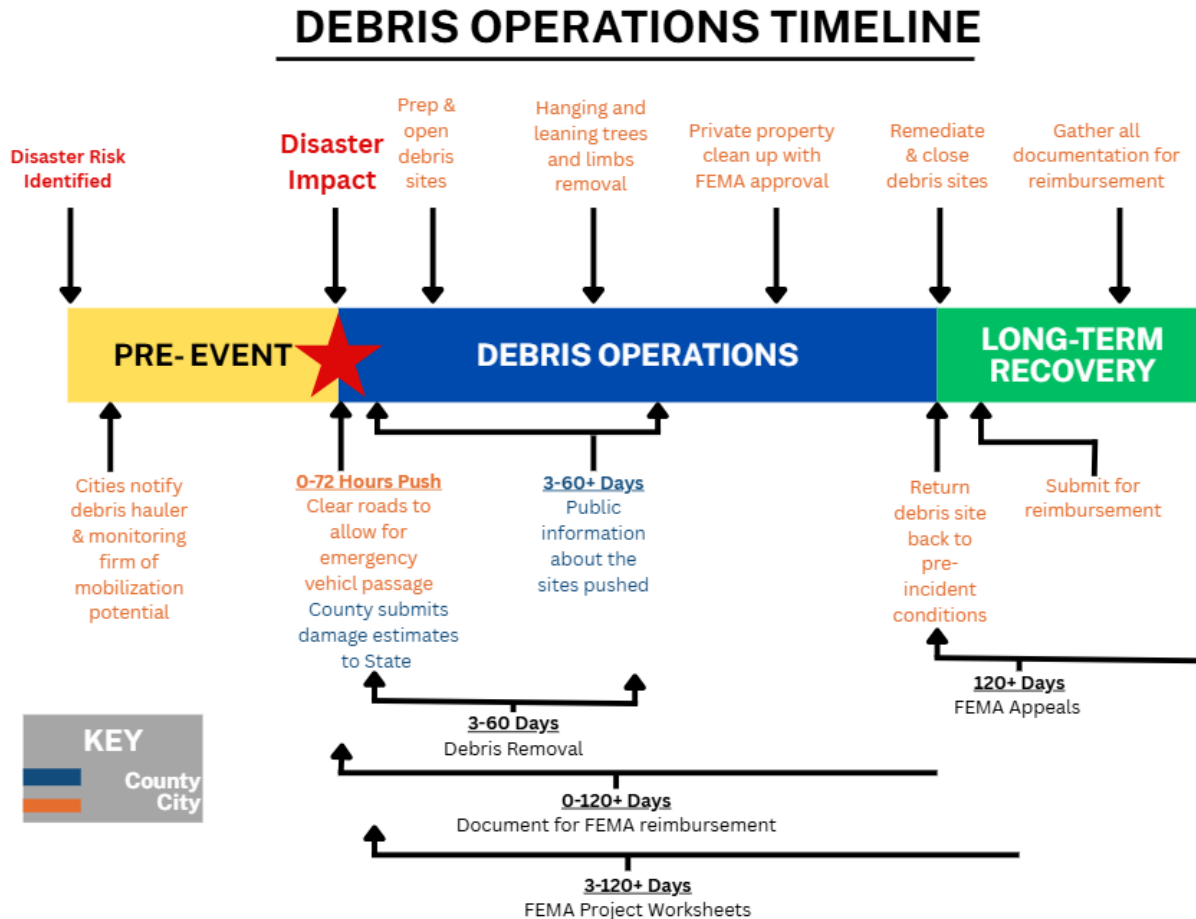 DEBRIS OPERATIONS TIMELINE
Disaster Risk
Identified
Disaster
Impact
Prep &
open
debris
sites
Hanging and
leaning trees
and limbs
removal
Private property
clean up with
FEMA approval
Remediate
& close
debris sites
Gather all
documentation for
reimbursement
PRE- EVENT
DEBRIS OPERATIONS
LONG-TERM
RECOVERY
Cities notify
debris hauler
& monitoring
firm of
mobilization
potential
0-72 Hours Push
Clear roads to
allow for
emergency
vehicl passage
County submits
damage estimates
to State
3-60+ Days
Public
information
about the
sites pushed
Return
debris site
back to
pre-
incident
conditions
Submit for
reimbursement
120+ Days
FEMA Appeals
3-60 Days
Debris Removal
0-120+ Days
Document for FEMA reimbursement
3-120+ Days
FEMA Project Worksheets
KEY
County
City